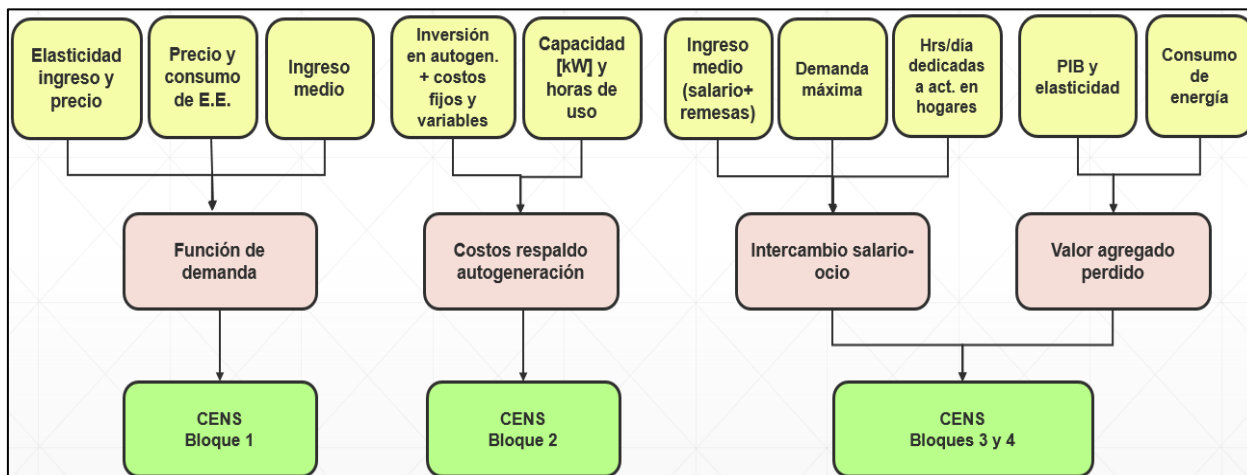 Elasticidad
ingreso y
precio
Precio y
consumo
de E.E.
Ingreso
medio
Inversión
en autogen.
+ costos
fijos y
variables
Capacidad
[kW] y
horas de
uso
Ingreso
medio
(salario+
remesas)
Demanda
máxima
Hrs/día
dedicadas
a act. en
hogares
PIB y
elasticidad
Consumo
de
energía
Función de
demanda
Costos respaldo
autogeneración
Intercambio salario-
ocio
Valor agregado
perdido
CENS
Bloque 1
CENS
Bloque 2
CENS
Bloques 3 y 4